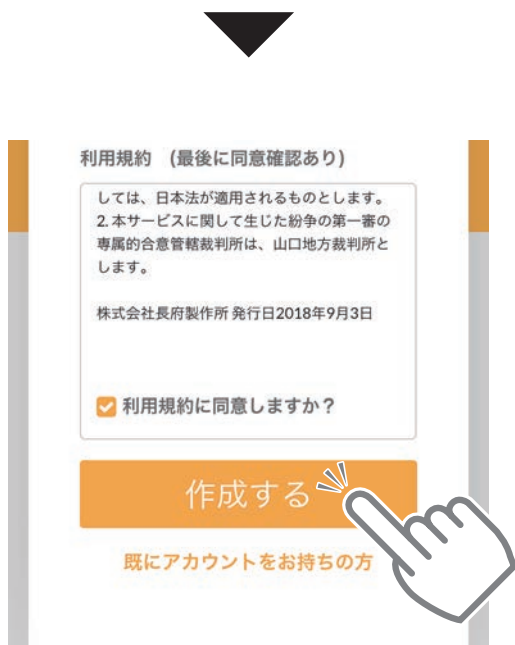 利用規約　(最後に同意確認あり)
しては、日本法が適用されるものとします。
2. 本サービスに関して生じた紛争の第一審の
専属的合意管轄裁判所は、山口地方裁判所と
します。
株式会社長府製作所 発行日2018年9月3日
利用規約に同意しますか？
作成する
既にアカウントをお持ちの方